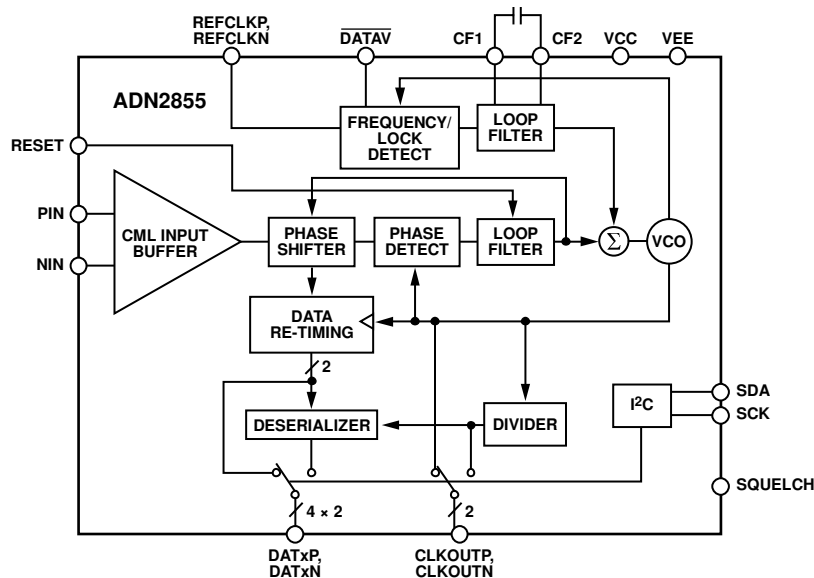 REFCLKP,
REFCLKN
DATAV
CF1
CF2
VCC
VEE
ADN2855
FREQUENCY/
LOCK
DETECT
LOOP
FILTER
RESET
PIN
NIN
CML INPUT
BUFFER
PHASE
SHIFTER
PHASE
DETECT
LOOP
FILTER
Σ
VCO
DATA
RE-TIMING
2
DESERIALIZER
DIVIDER
I²C
SDA
SCK
SQUELCH
4 × 2
2
DATxP,
DATxN
CLKOUTP,
CLKOUTN